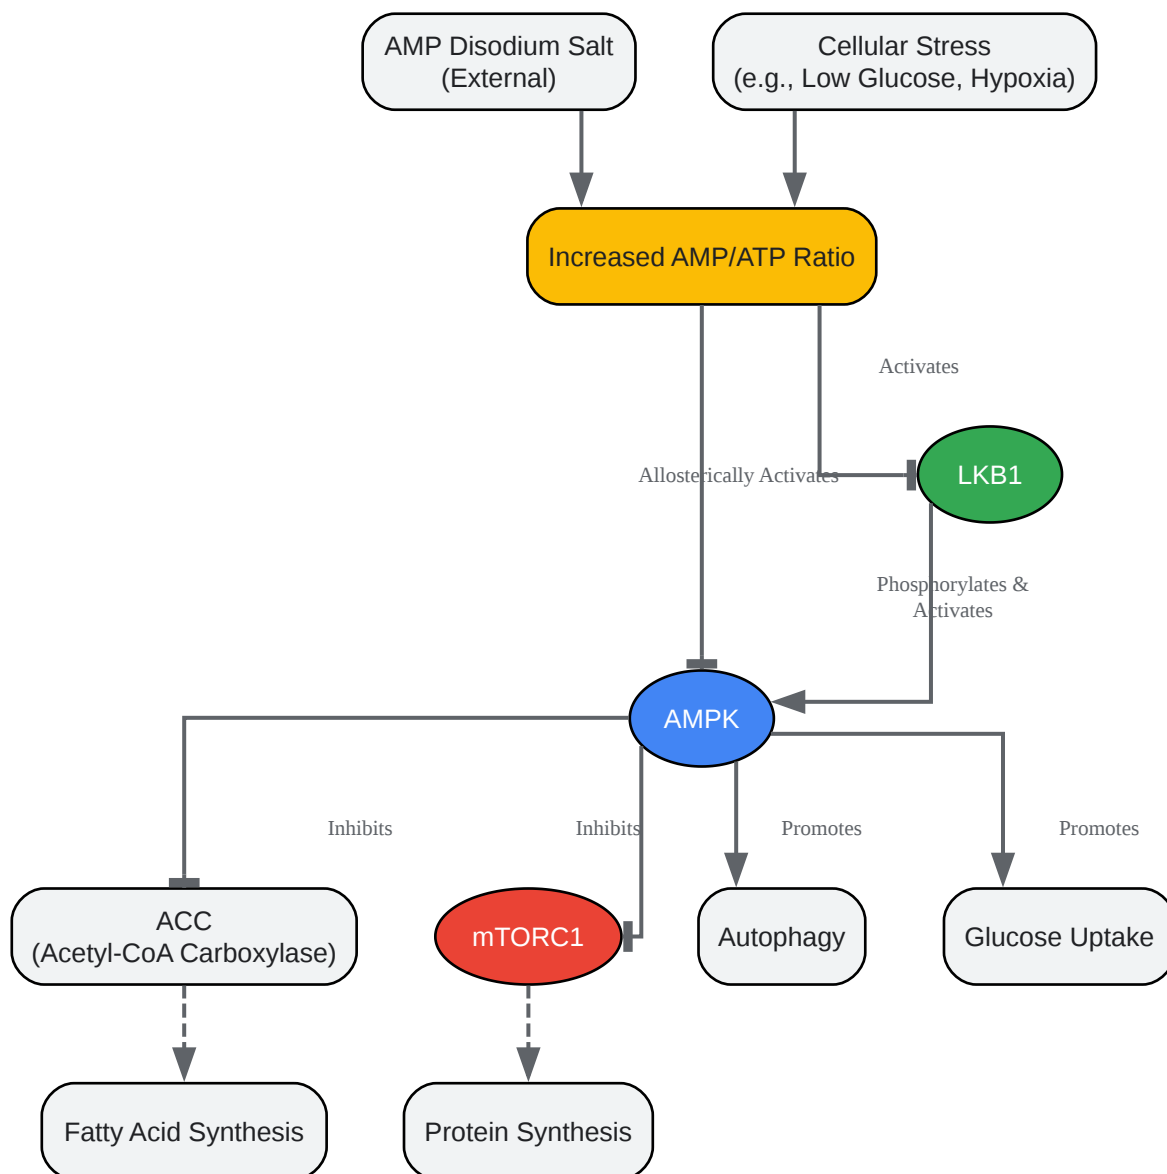 AMP Disodium Salt
(External)
Cellular Stress
(e.g., Low Glucose, Hypoxia)
Increased AMP/ATP Ratio
Activates
Allosterically Activates
LKB1
Phosphorylates &
Activates
AMPK
Inhibits
Inhibits
Promotes
Promotes
ACC
(Acetyl-CoA Carboxylase)
mTORC1
Autophagy
Glucose Uptake
Fatty Acid Synthesis
Protein Synthesis